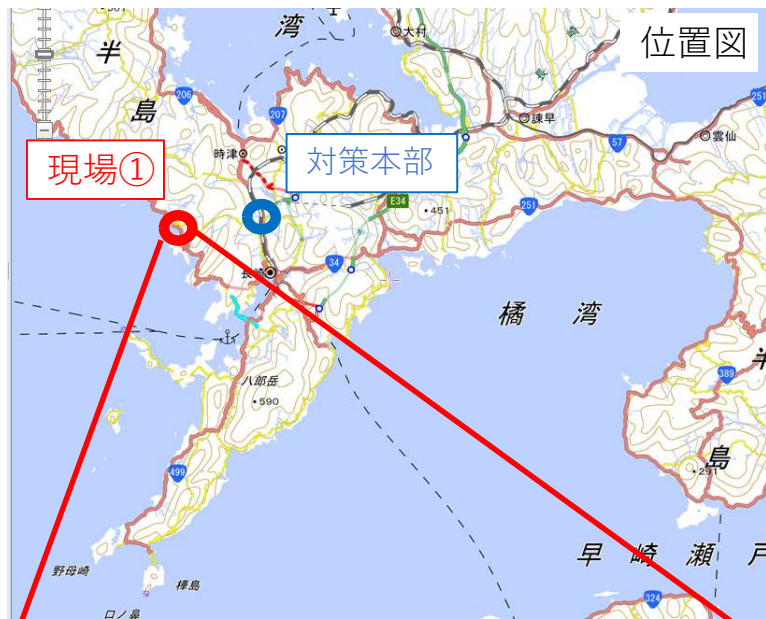 位置図
湾
大村
半
島
206
207
251
諫早
57
雲仙
時津
現場①
対策本部
E34
451
251
34
長崎
橘湾
八郎岳
590
389
半
島
291
499
野母崎
樺島
早崎瀬戸
324